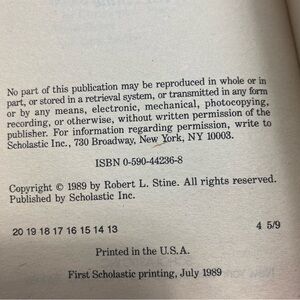 No part of this publication may be reproduced in whole or in
part, or stored in a retrieval system, or transmitted in any form
or by any means, electronic, mechanical, photocopying,
recording, or otherwise, without written permission of the
publisher. For information regarding permission, write to
Scholastic Inc., 730 Broadway, New York, NY 10003.
ISBN 0-590-44236-8
Copyright © 1989 by Robert L. Stine. All rights reserved.
Published by Scholastic Inc.
20 19 18 17 16 15 14 13 4 5/9
Printed in the U.S.A.
First Scholastic printing, July 1989